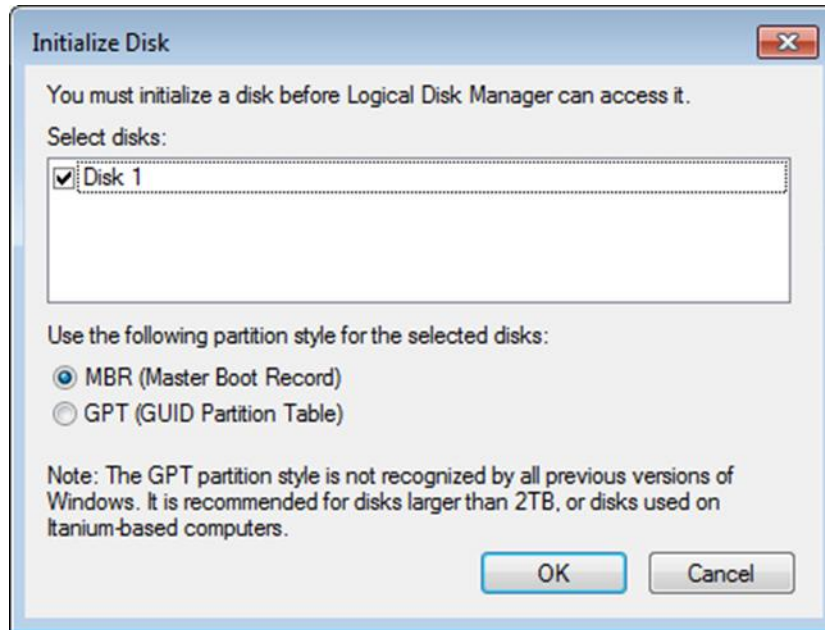 Initialize Disk
You must initialize a disk before Logical Disk Manager can access it.
Select disks:
Disk 1
Use the following partition style for the selected disks:
MBR (Master Boot Record)
GPT (GUID Partition Table)
Note: The GPT partition style is not recognized by all previous versions of
Windows. It is recommended for disks larger than 2TB, or disks used on
Itanium-based computers.
OK Cancel